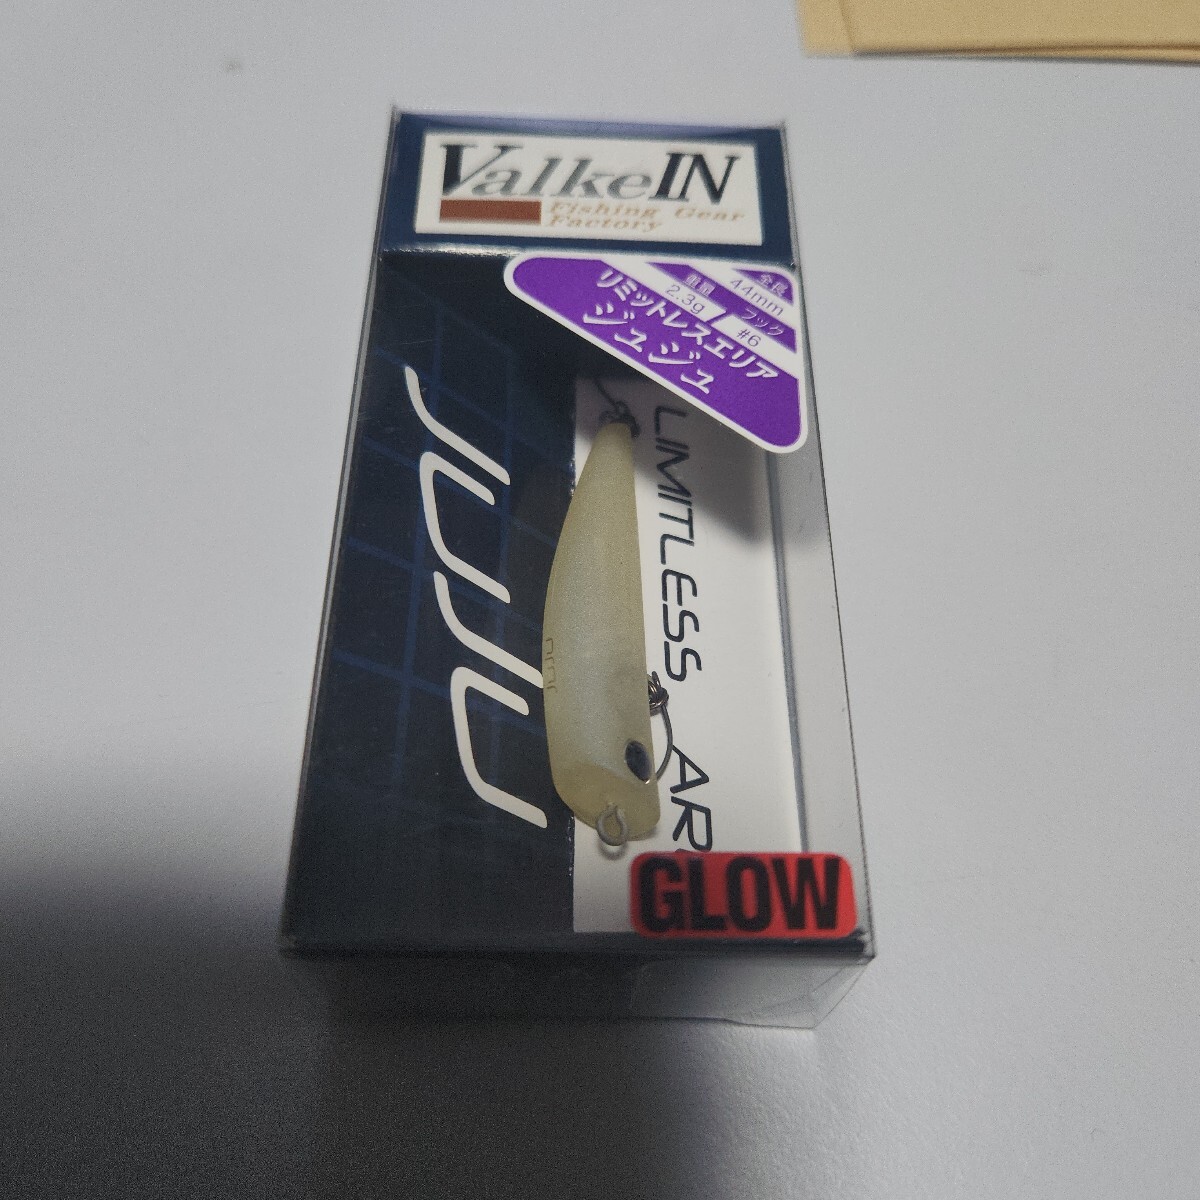 ValkeIN
Fishing Gear
Factory
全長
44mm
重量
2.3g
フック
#6
リミットレスエリア
ジュジュ
JUJU
LIMITLESS AR
JUJU
GLOW